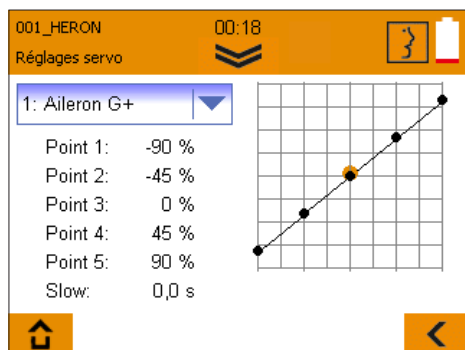 001_HERON 00:18
Réglages servo
1: Aileron G+
Point 1: -90 %
Point 2: -45 %
Point 3: 0 %
Point 4: 45 %
Point 5: 90 %
Slow: 0,0 s